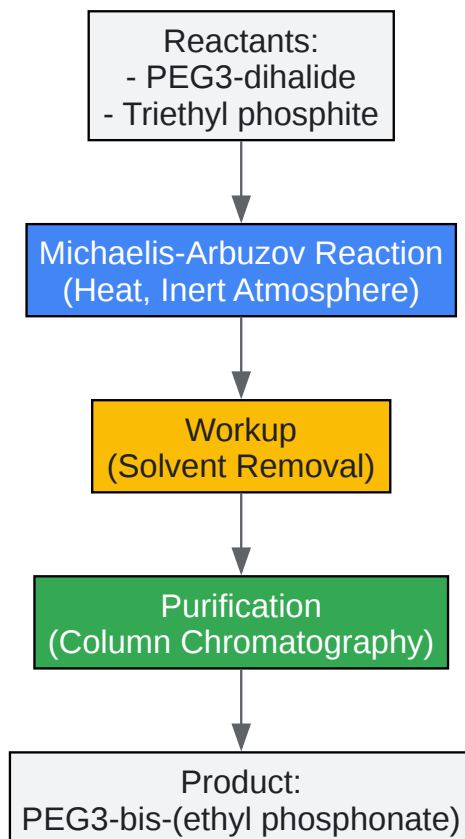 Reactants:
- PEG3-dihalide
- Triethyl phosphite
Michaelis-Arbuzov Reaction
(Heat, Inert Atmosphere)
Workup
(Solvent Removal)
Purification
(Column Chromatography)
Product:
PEG3-bis-(ethyl phosphonate)